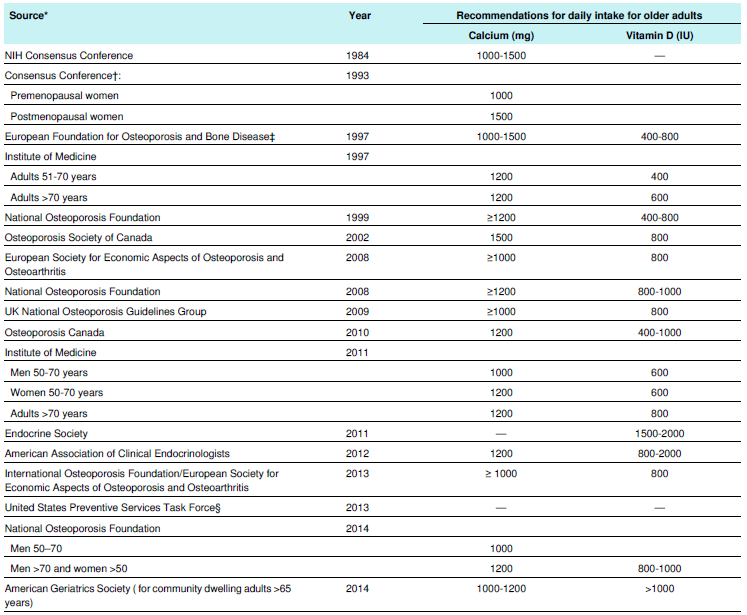 Source* Year Recommendations for daily intake for older adults
Calcium (mg) Vitamin D (IU)
NIH Consensus Conference 1984 1000-1500 —
Consensus Conference†: 1993
Premenopausal women 1000
Postmenopausal women 1500
European Foundation for Osteoporosis and Bone Disease‡ 1997 1000-1500 400-800
Institute of Medicine 1997
Adults 51-70 years 1200 400
Adults >70 years 1200 600
National Osteoporosis Foundation 1999 ≥1200 400-800
Osteoporosis Society of Canada 2002 1500 800
European Society for Economic Aspects of Osteoporosis and 2008 ≥1000 800
Osteoarthritis
National Osteoporosis Foundation 2008 ≥1200 800-1000
UK National Osteoporosis Guidelines Group 2009 ≥1000 800
Osteoporosis Canada 2010 1200 400-1000
Institute of Medicine 2011
Men 50-70 years 1000 600
Women 50-70 years 1200 600
Adults >70 years 1200 800
Endocrine Society 2011 — 1500-2000
American Association of Clinical Endocrinologists 2012 1200 800-2000
International Osteoporosis Foundation/European Society for 2013 ≥ 1000 800
Economic Aspects of Osteoporosis and Osteoarthritis
United States Preventive Services Task Force§ 2013 — —
National Osteoporosis Foundation 2014
Men 50–70 1000
Men >70 and women >50 1200 800-1000
American Geriatrics Society ( for community dwelling adults >65 2014 1000-1200 >1000
years)